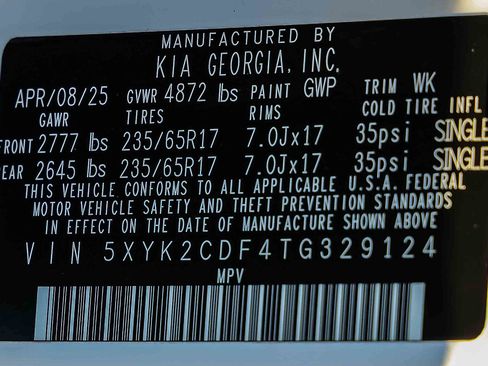 MANUFACTURED BY
KIA GEORGIA, INC.
APR/08/25 GVWR 4872 lbs PAINT GWP TRIM WK
GAWR TIRES RIMS COLD TIRE INFL
FRONT 2777 lbs 235/65R17 7.0Jx17 35psi SINGLE
REAR 2645 lbs 235/65R17 7.0Jx17 35psi SINGLE
THIS VEHICLE CONFORMS TO ALL APPLICABLE U.S.A. FEDERAL
MOTOR VEHICLE SAFETY AND THEFT PREVENTION STANDARDS
IN EFFECT ON THE DATE OF MANUFACTURE SHOWN ABOVE
VIN 5XYK2CDF4TG329124
MPV